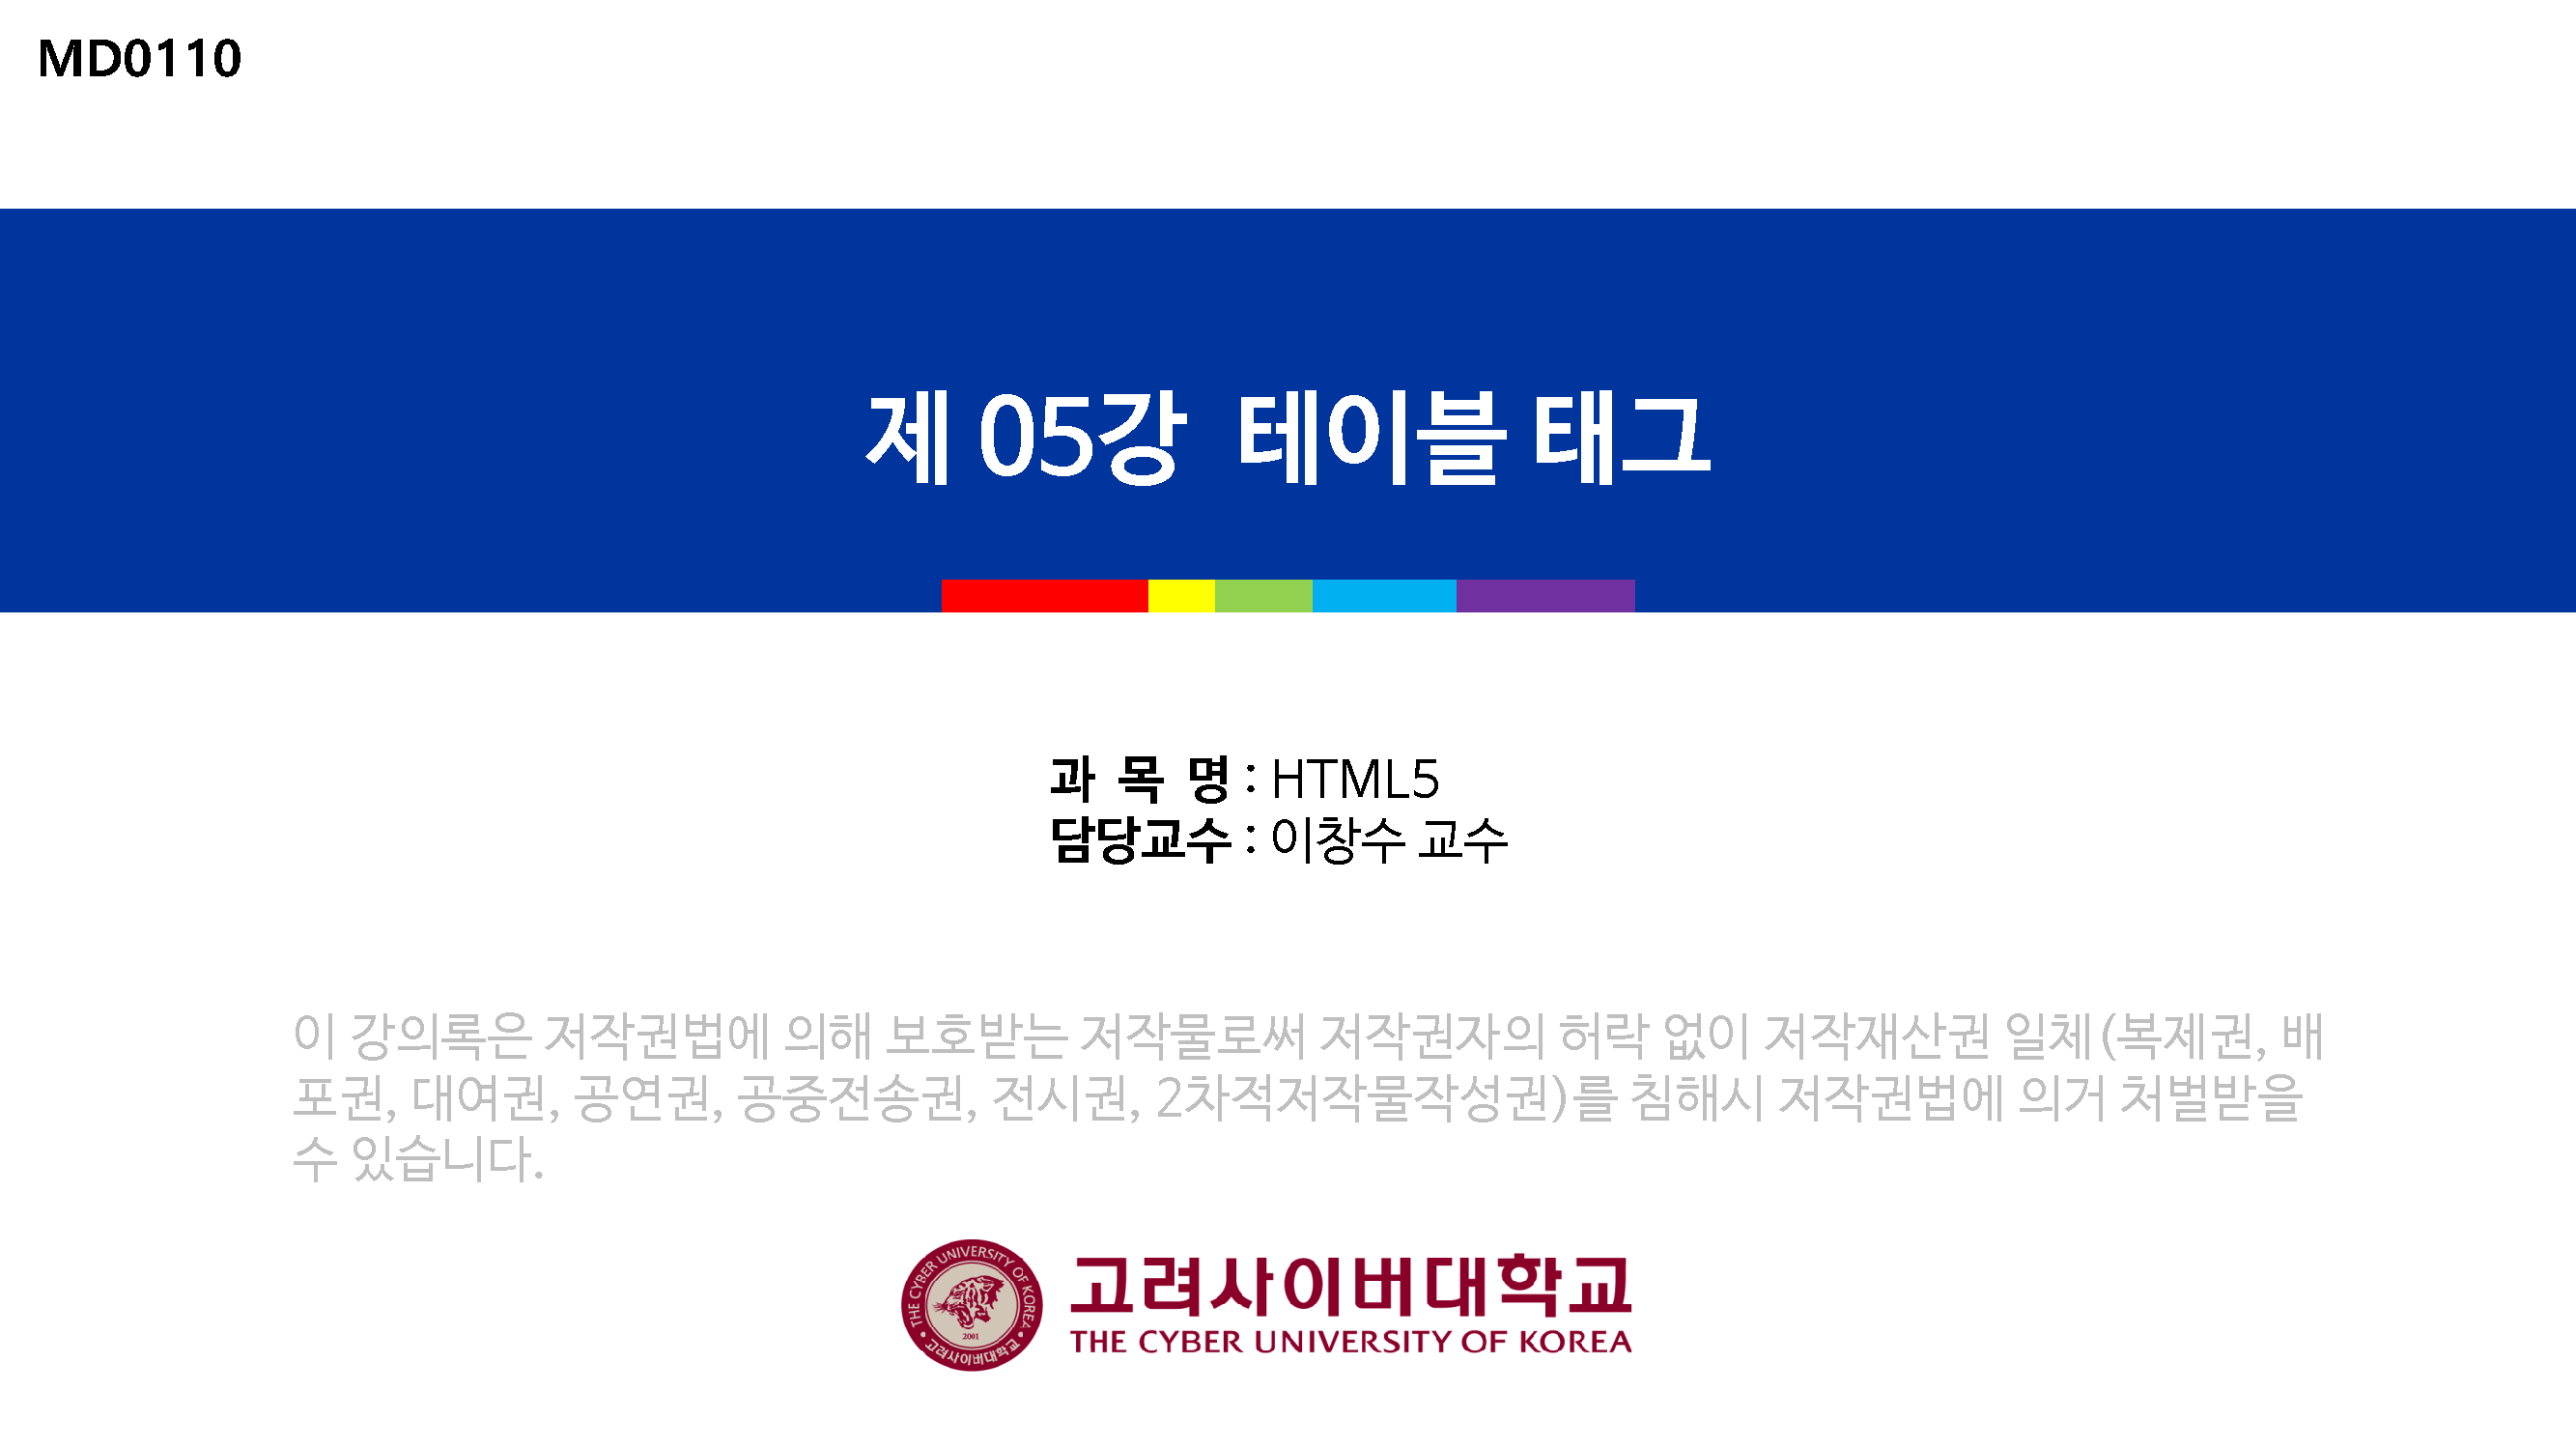 MD0110
제 05강 테이블 태그
과 목 명 : HTML5
담당교수 : 이창수 교수
이 강의록은 저작권법에 의해 보호받는 저작물로써 저작권자의 허락 없이 저작재산권 일체(복제권, 배
포권, 대여권, 공연권, 공중전송권, 전시권, 2차적저작물작성권)를 침해시 저작권법에 의거 처벌받을
수 있습니다.
THE CYBER UNIVERSITY OF KOREA
2001
고려사이버대학교
고려사이버대학교
THE CYBER UNIVERSITY OF KOREA